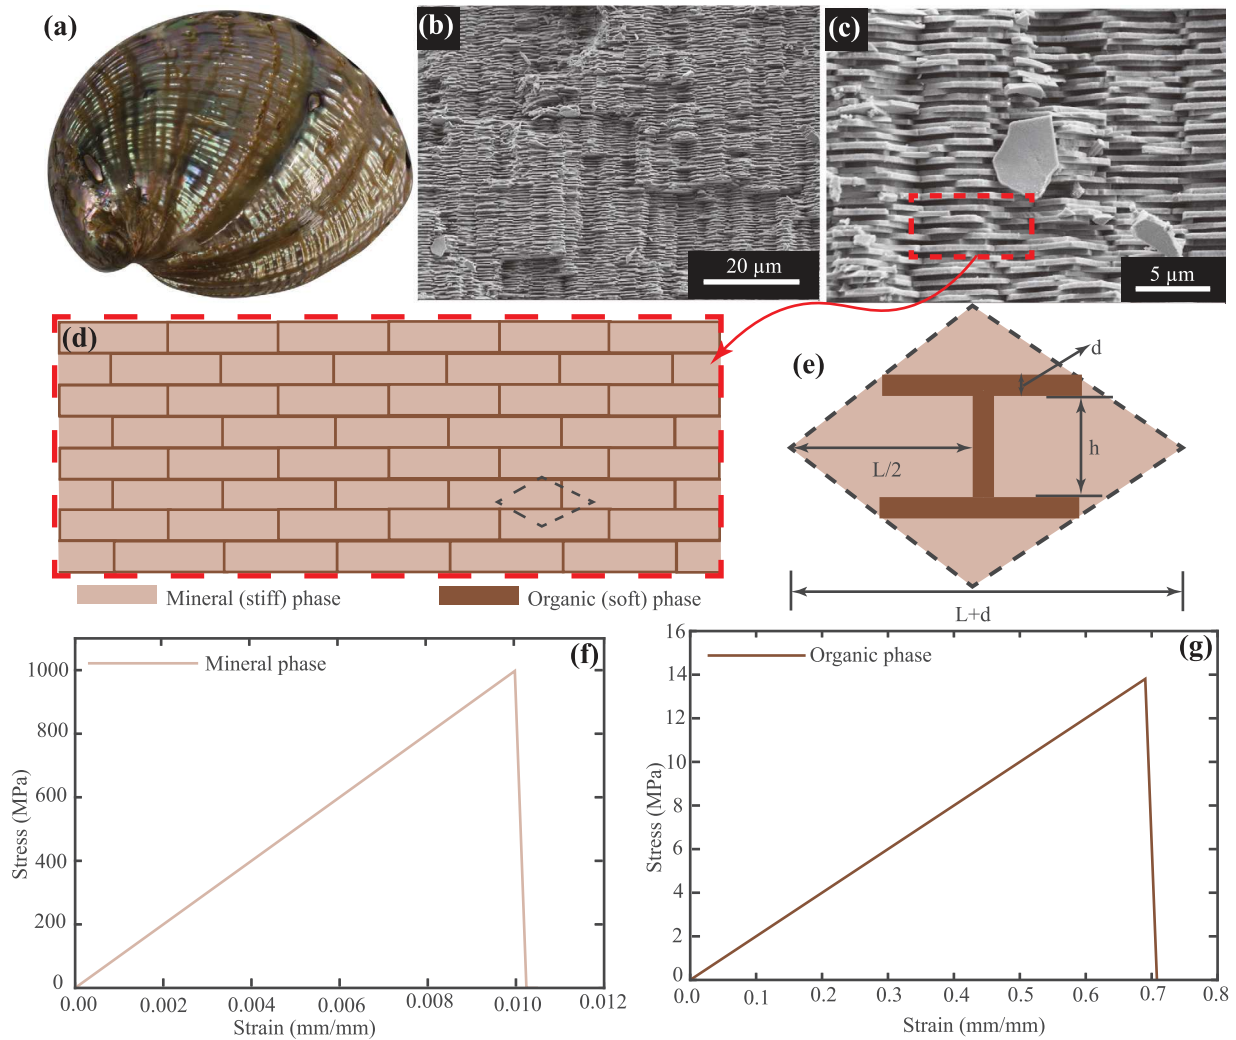 (a)
(b)
20 µm
(c)
5 µm
(d)
Mineral (stiff) phase
Organic (soft) phase
(e)
d
h
L/2
L+d
(f)
Mineral phase
1000
800
600
400
200
0
0.00
0.002
0.004
0.006
0.008
0.010
0.012
Stress (MPa)
Strain (mm/mm)
(g)
Organic phase
16
14
12
10
8
6
4
2
0
0.0
0.1
0.2
0.3
0.4
0.5
0.6
0.7
0.8
Stress (MPa)
Strain (mm/mm)